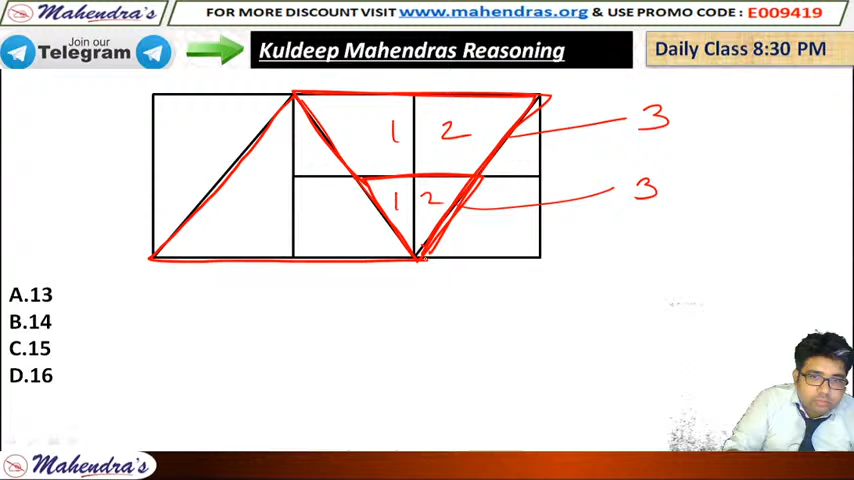 Mahendra's
FOR MORE DISCOUNT VISIT www.mahendras.org & USE PROMO CODE : E009419
Join our
Telegram
Kuldeep Mahendras Reasoning
Daily Class 8:30 PM
1 2
3
1 2
3
A.13
B.14
C.15
D.16
Mahendra's